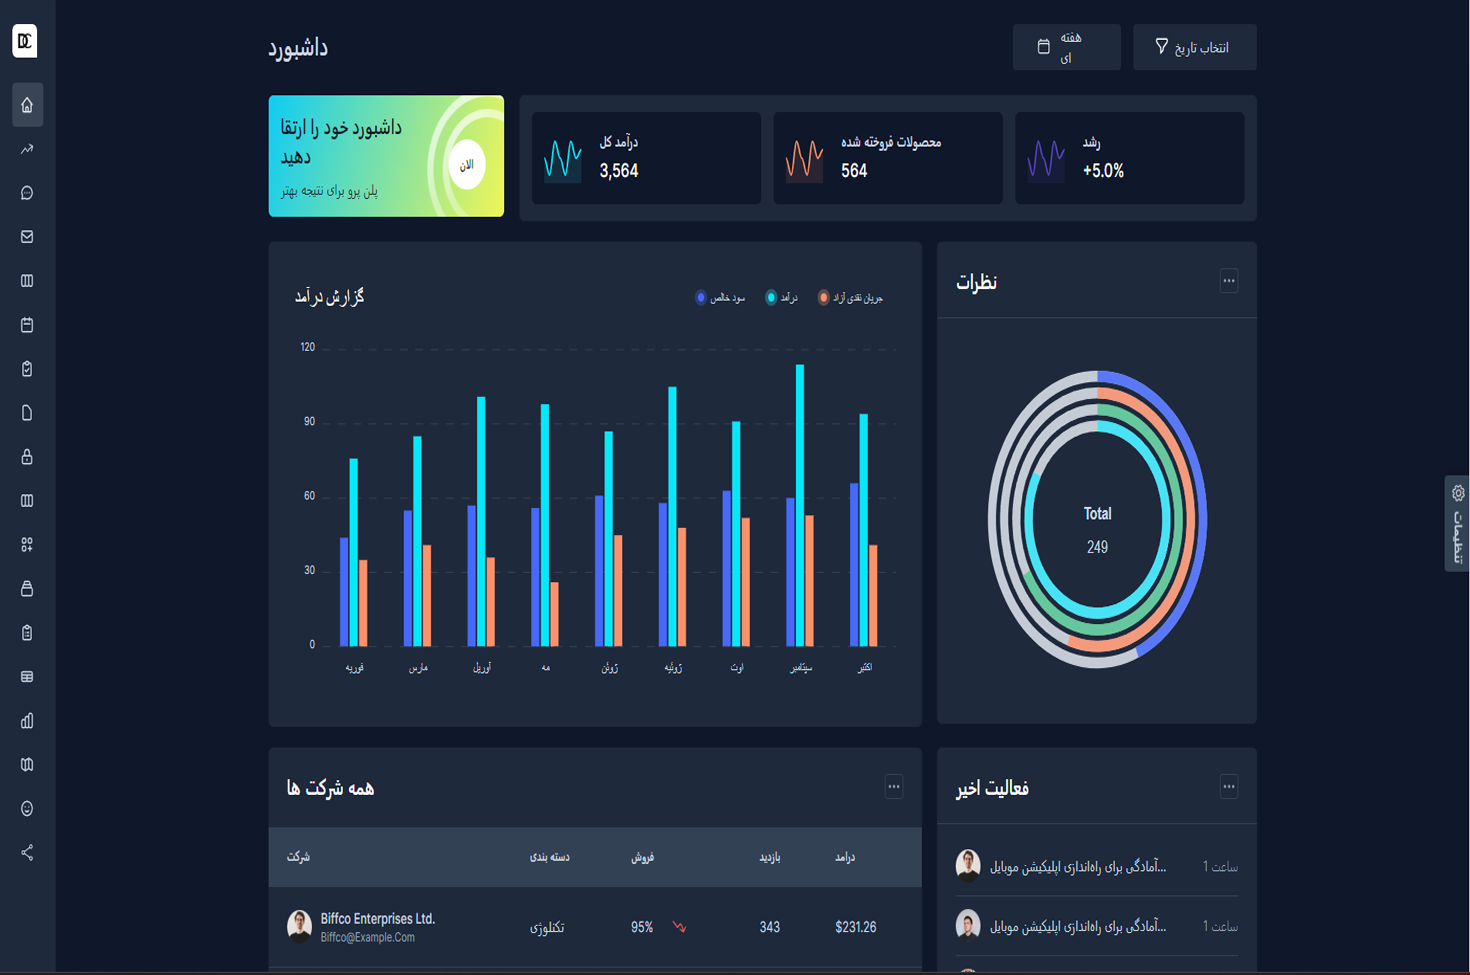 DC
داشبورد
هفته
ای
انتخاب تاریخ
داشبورد خود را ارتقا
دهید
پلن پرو برای نتیجه بهتر
الان
درآمد کل
3,564
محصولات فروخته شده
564
رشد
+5.0%
گزارش درآمد
سود خالص
درآمد
جریان نقدی آزاد
120
90
60
30
0
فوریه
مارس
آوریل
مه
ژوئن
ژوئیه
اوت
سپتامبر
اکتبر
نظرات
Total
249
تنظیمات
همه شرکت ها
شرکت
دسته بندی
فروش
بازدید
درامد
Biffco Enterprises Ltd.
Biffco@Example.Com
تکنلوژی
95%
343
$231.26
فعالیت اخیر
آمادگی برای راه‌اندازی اپلیکیشن موبایل...
1 ساعت
آمادگی برای راه‌اندازی اپلیکیشن موبایل...
1 ساعت